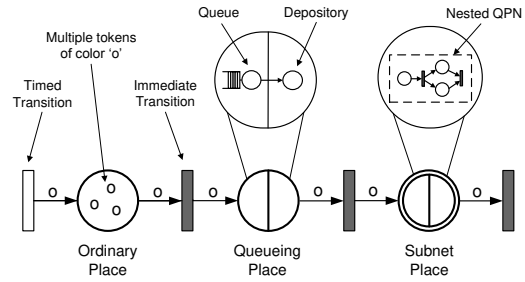 Queue
Depository
Nested QPN
Multiple tokens
of color 'o'
Timed
Transition
Immediate
Transition
o
o
o
o
o
o
o
o
o
Ordinary
Place
Queueing
Place
Subnet
Place